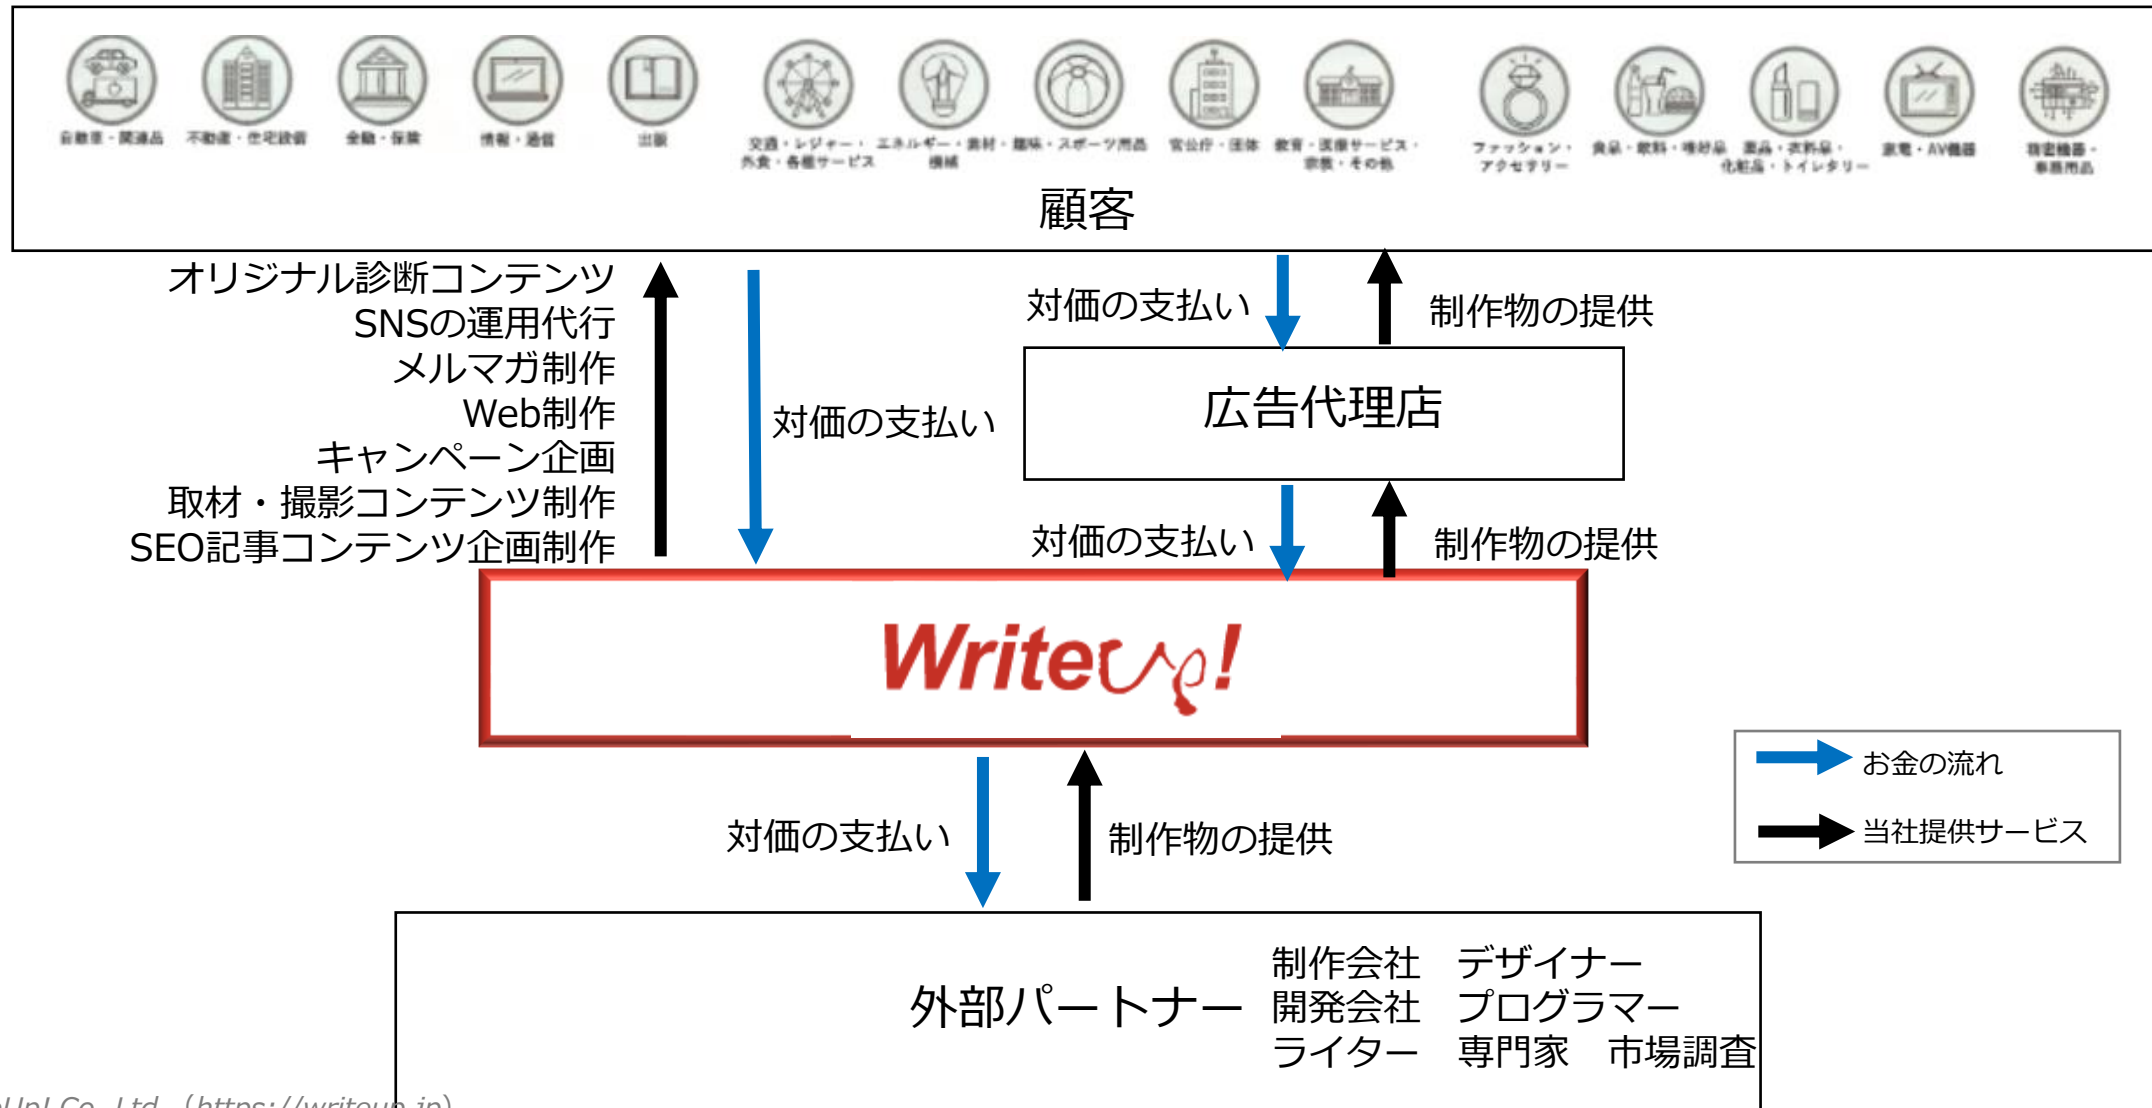 自動車・関連品
不動産・住宅設備
金融・保険
情報・通信
出版
交通・レジャー・
外食・各種サービス
エネルギー・素材・
機械
趣味・スポーツ用品
官公庁・団体
教育・医療サービス・
宗教・その他
ファッション・
アクセサリー
食品・飲料・嗜好品
薬品・衣料品・
化粧品・トイレタリー
家電・AV機器
精密機器・
事務用品
顧客
オリジナル診断コンテンツ
SNSの運用代行
メルマガ制作
Web制作
キャンペーン企画
取材・撮影コンテンツ制作
SEO記事コンテンツ企画制作
対価の支払い
対価の支払い
制作物の提供
広告代理店
対価の支払い
制作物の提供
Writeup!
お金の流れ
当社提供サービス
対価の支払い
制作物の提供
外部パートナー
制作会社　デザイナー
開発会社　プログラマー
ライター　専門家　市場調査
Up! Co.,Ltd.（https://writeup.jp）